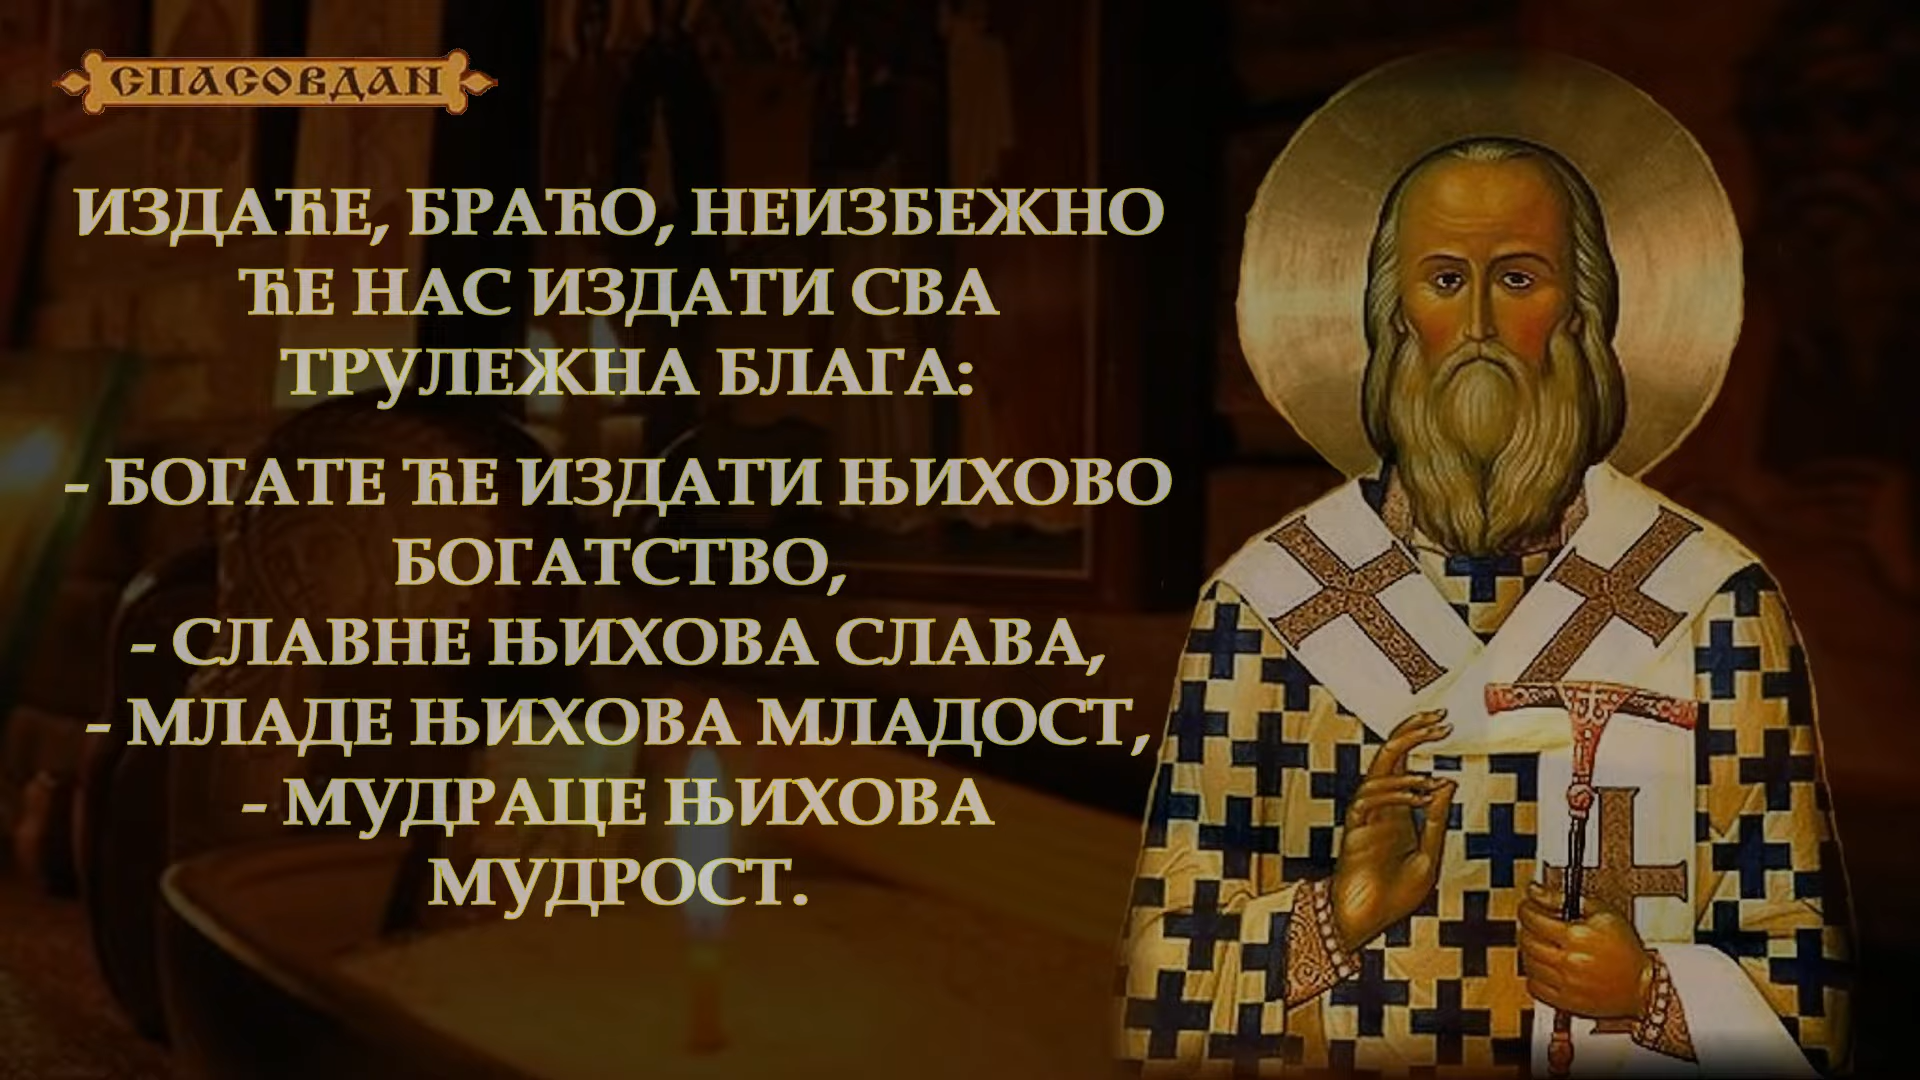 СПАСОВДАН
ИЗДАЋЕ, БРАЋО, НЕИЗБЕЖНО
ЋЕ НАС ИЗДАТИ СВА
ТРУЛЕЖНА БЛАГА:
- БОГАТЕ ЋЕ ИЗДАТИ ЊИХОВО
БОГАТСТВО,
- СЛАВНЕ ЊИХОВА СЛАВА,
- МЛАДЕ ЊИХОВА МЛАДОСТ,
- МУДРАЦЕ ЊИХОВА
МУДРОСТ.